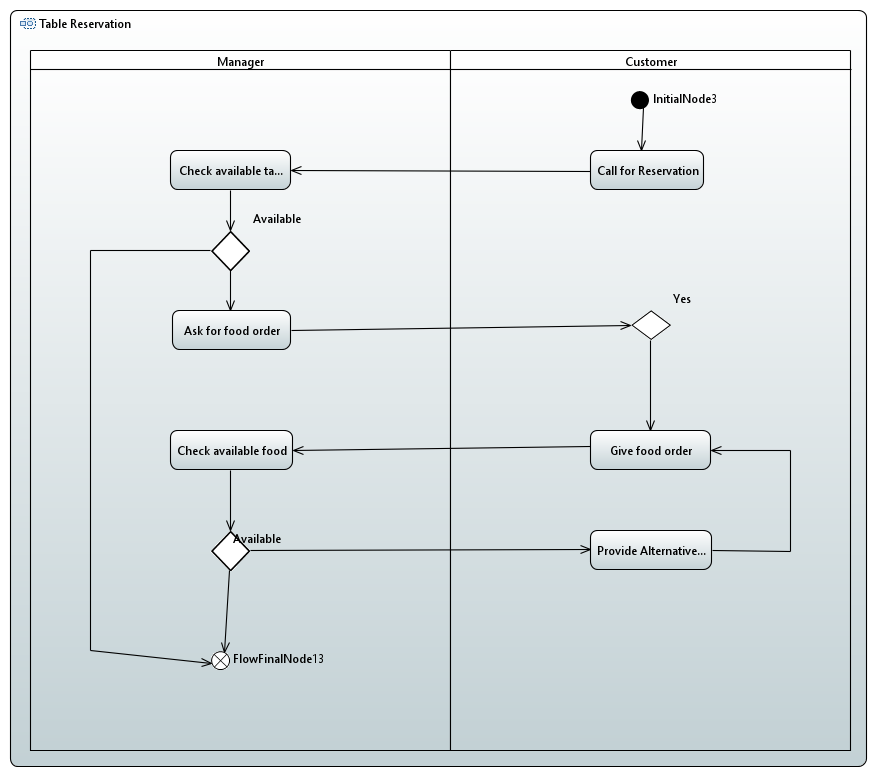 Table Reservation
Manager
Customer
InitialNode3
Check available ta...
Call for Reservation
Available
Yes
Ask for food order
Check available food
Give food order
Available
Provide Alternative...
FlowFinalNode13